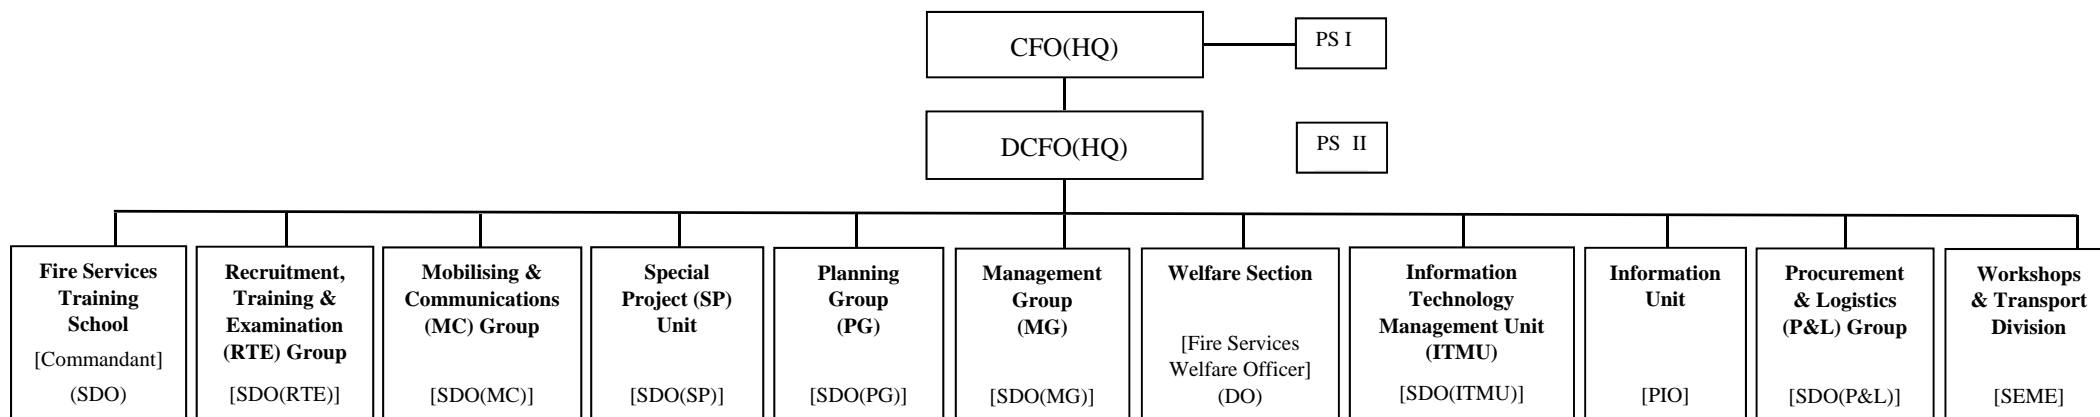 CFO(HQ)
PS I
DCFO(HQ)
PS II
Fire Services
Training
School
[Commandant]
(SDO)
Recruitment,
Training &
Examination
(RTE) Group
[SDO(RTE)]
Mobilising &
Communications
(MC) Group
[SDO(MC)]
Special
Project (SP)
Unit
[SDO(SP)]
Planning
Group
(PG)
[SDO(PG)]
Management
Group
(MG)
[SDO(MG)]
Welfare Section
[Fire Services
Welfare Officer]
(DO)
Information
Technology
Management Unit
(ITMU)
[SDO(ITMU)]
Information
Unit
[PIO]
Procurement
& Logistics
(P&L) Group
[SDO(P&L)]
Workshops
& Transport
Division
[SEME]